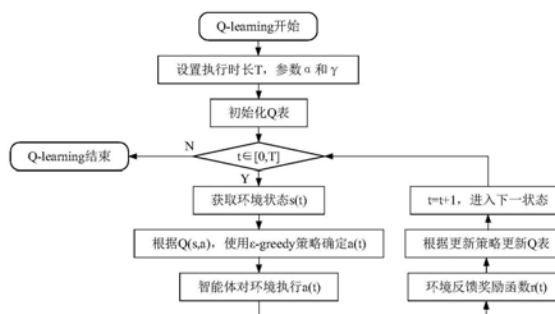 Q-learning开始
设置执行时长T，参数α和γ
初始化Q表
N
Q-learning结束
t∈[0,T]
Y
获取环境状态s(t)
t=t+1，进入下一状态
根据Q(s,a)，使用ε-greedy策略确定a(t)
根据更新策略更新Q表
智能体对环境执行a(t)
环境反馈奖励函数r(t)